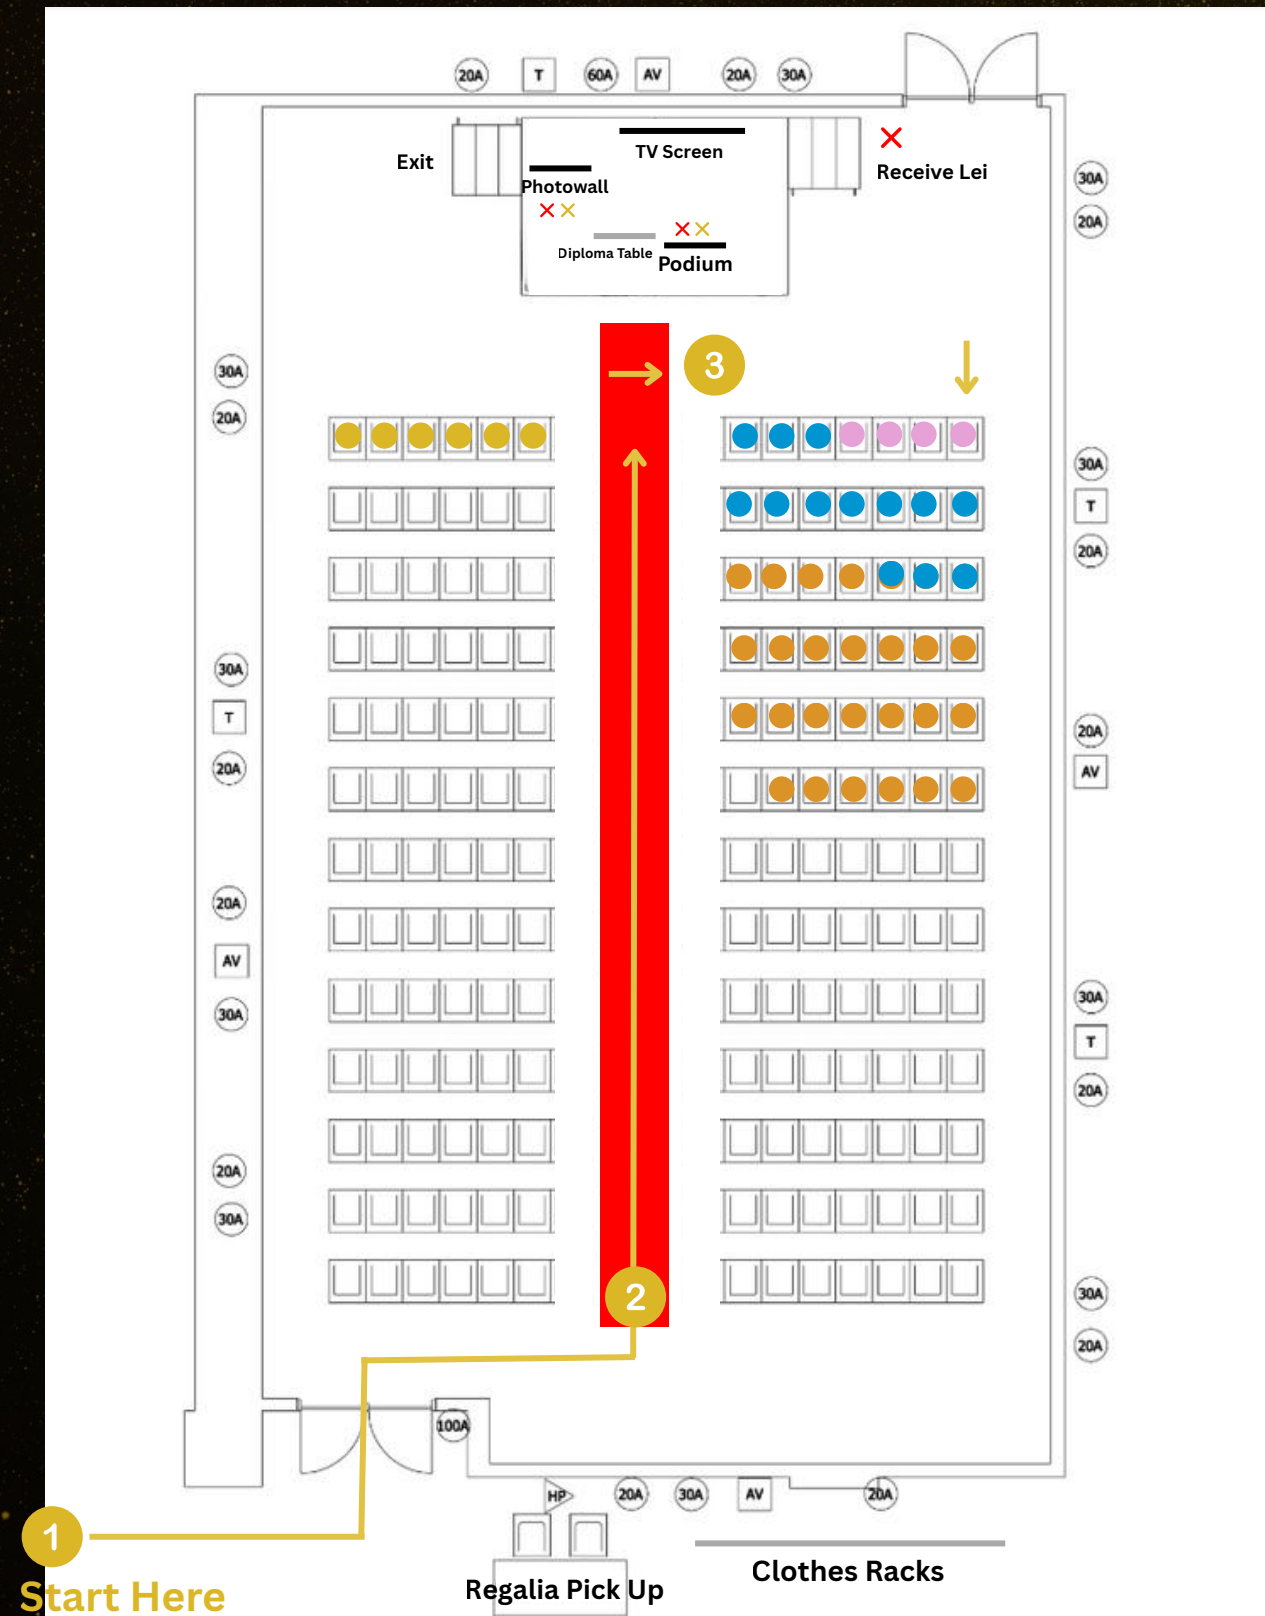 20A
T
60A
AV
20A
30A
TV Screen
Exit
Photowall
Receive Lei
30A
20A
Diploma Table
Podium
3
30A
20A
30A
T
20A
30A
T
20A
20A
AV
20A
AV
30A
30A
T
20A
20A
30A
2
30A
20A
100A
HP
20A
30A
AV
20A
1
Start Here
Regalia Pick Up
Clothes Racks